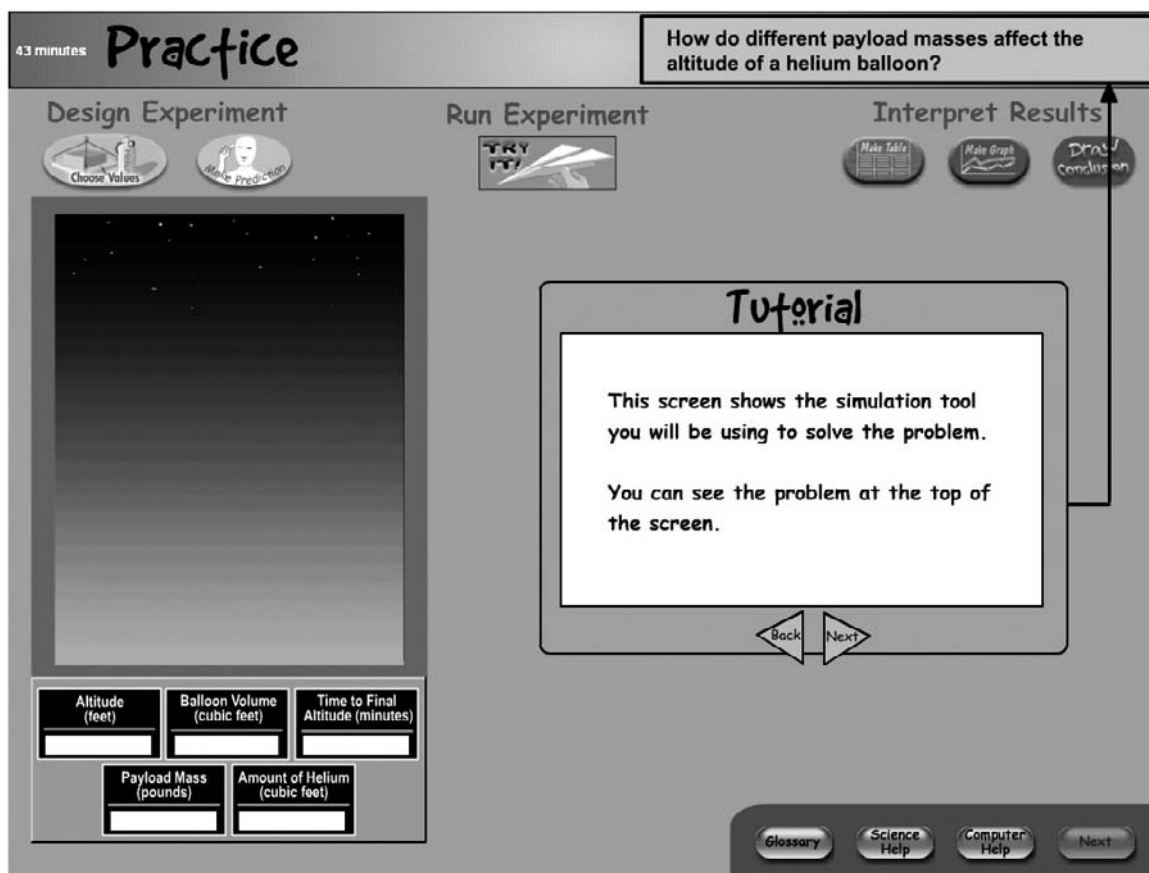 43 minutes
Practice
How do different payload masses affect the
altitude of a helium balloon?
Design Experiment
Run Experiment
Interpret Results
Choose Values
Make Prediction
TRY
IT!
Make Table
Make Graph
Draw
Conclusion
Tutorial
This screen shows the simulation tool
you will be using to solve the problem.
You can see the problem at the top of
the screen.
Back
Next
Altitude
(feet)
Balloon Volume
(cubic feet)
Time to Final
Altitude (minutes)
Payload Mass
(pounds)
Amount of Helium
(cubic feet)
Glossary
Science
Help
Computer
Help
Next